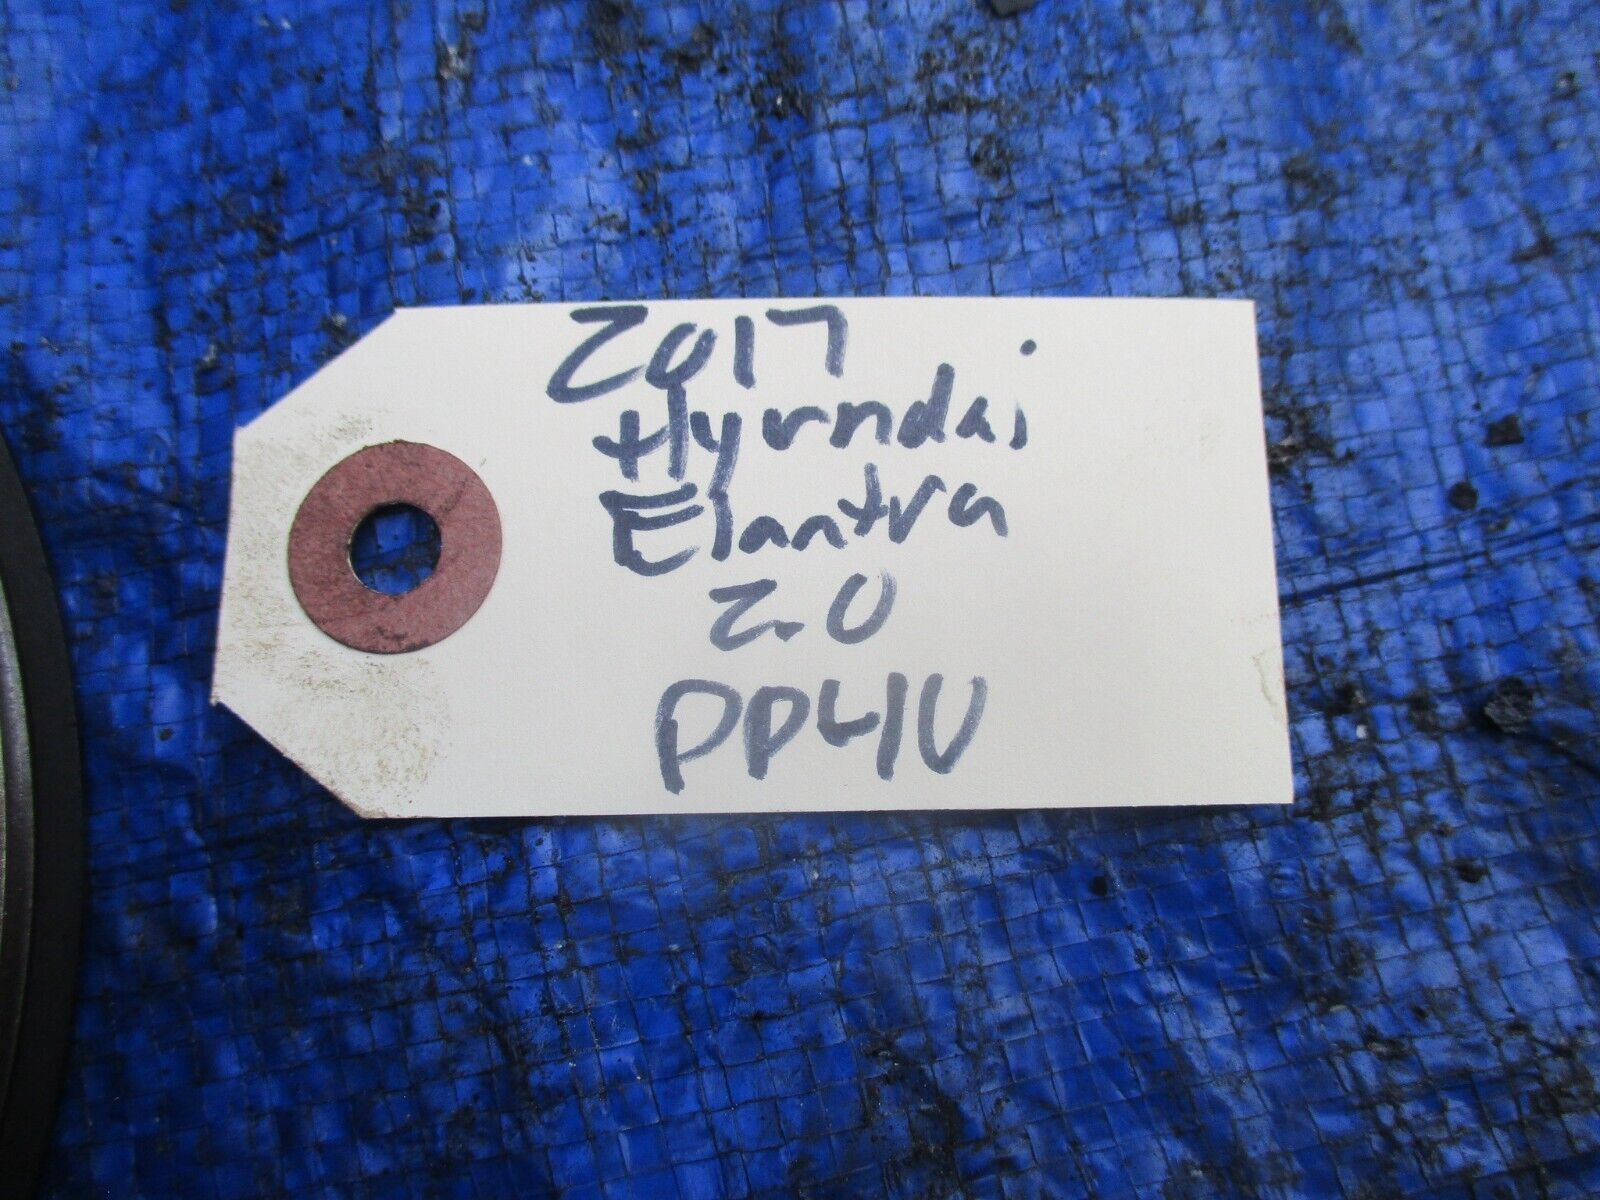 2017
Hyundai
Elantra
2.0
PP41U